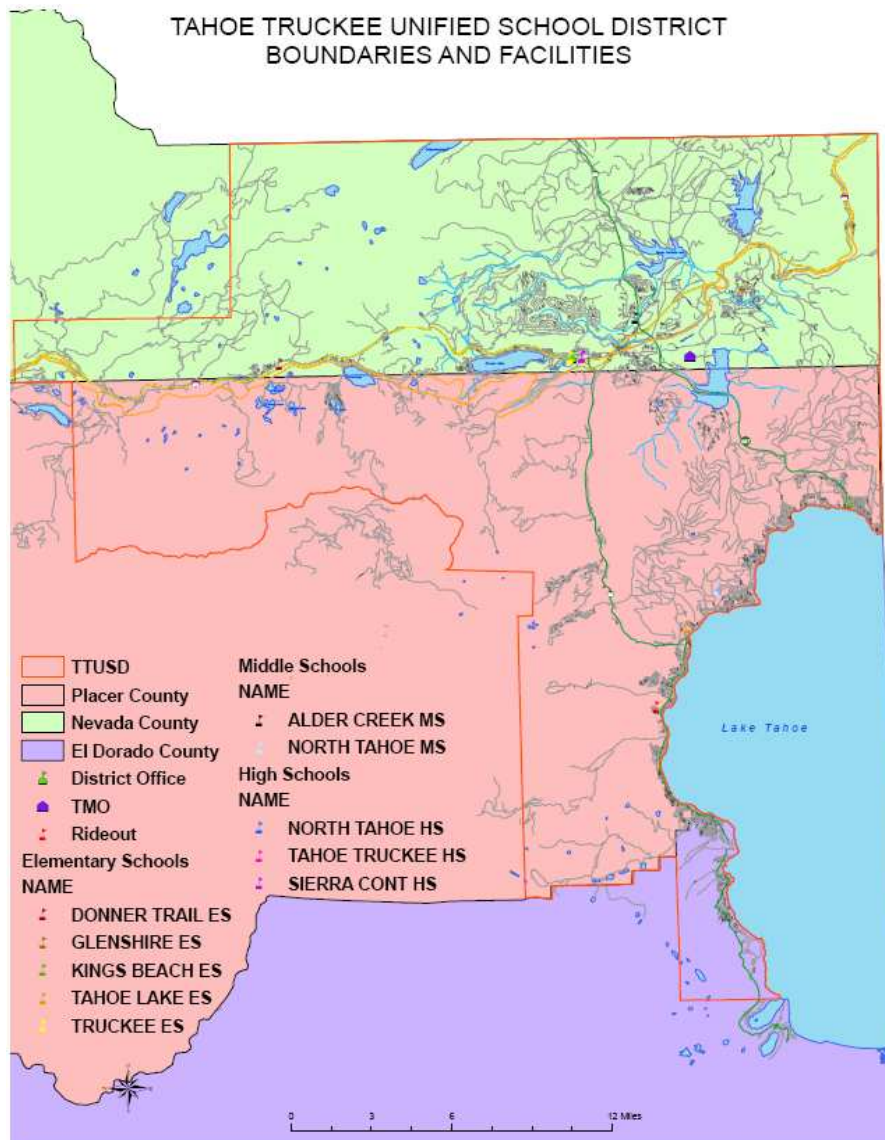 TAHOE TRUCKEE UNIFIED SCHOOL DISTRICT
BOUNDARIES AND FACILITIES
Lake Tahoe
TTUSD
Placer County
Nevada County
El Dorado County
District Office
TMO
Rideout
Elementary Schools
NAME
DONNER TRAIL ES
GLENSHIRE ES
KINGS BEACH ES
TAHOE LAKE ES
TRUCKEE ES
Middle Schools
NAME
ALDER CREEK MS
NORTH TAHOE MS
High Schools
NAME
NORTH TAHOE HS
TAHOE TRUCKEE HS
SIERRA CONT HS
0 3 6 12 Miles